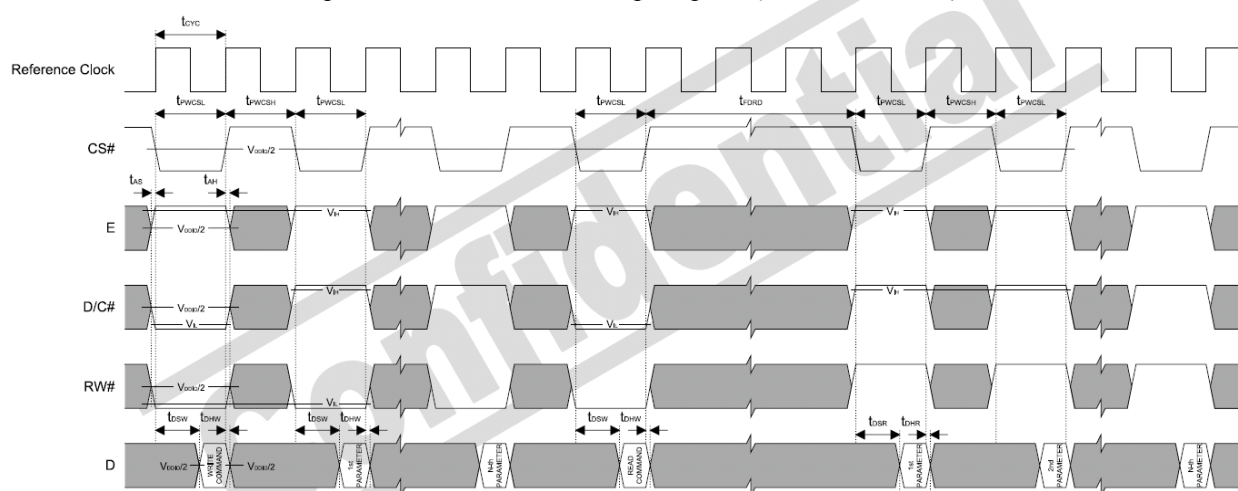 tCYC
Reference Clock
tPWCSL tPWCSH tPWCSL tPWCSL tFDRD tPWCSL tPWCSH tPWCSL
CS# VDDIO/2
tAS tAH
VIH VIH VIH
E VDDIO/2
VIH VIH
D/C# VDDIO/2
VIL VIL
RW# VDDIO/2
VIL
tDSW tDHW tDSW tDHW tDSW tDHW tDSR tDHR
D VDDIO/2 WRITE COMMAND VDDIO/2 1st PARAMETER N-th PARAMETER READ COMMAND 1st PARAMETER 2nd PARAMETER N-th PARAMETER
Confidential